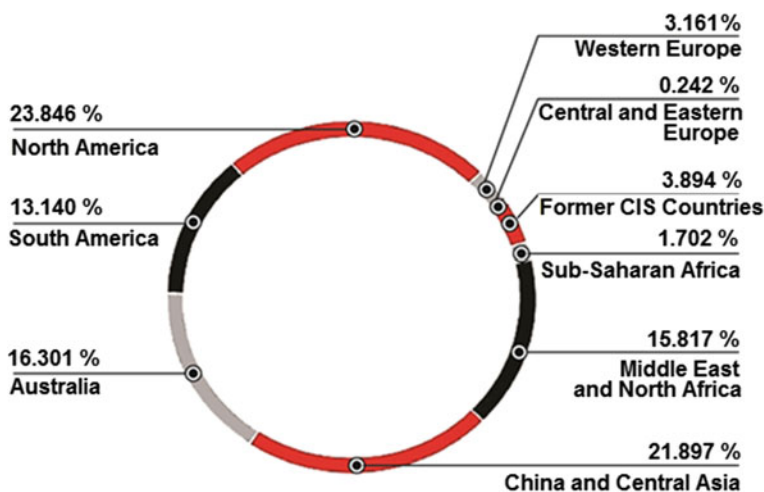 3.161%
Western Europe
0.242 %
Central and Eastern
Europe
23.846 %
North America
3.894 %
Former CIS Countries
13.140 %
South America
1.702 %
Sub-Saharan Africa
15.817 %
Middle East
and North Africa
16.301 %
Australia
21.897 %
China and Central Asia